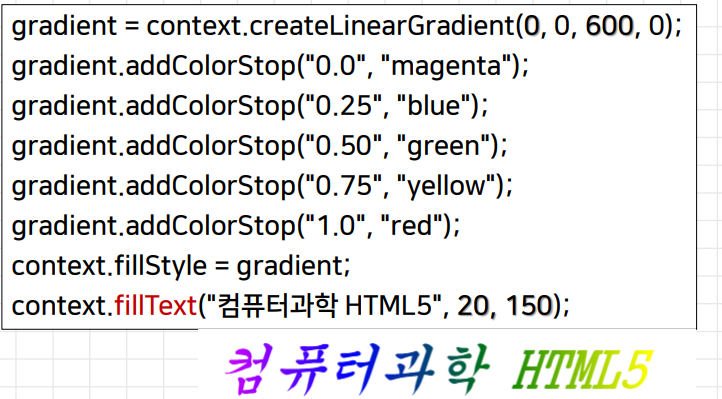 gradient = context.createLinearGradient(0, 0, 600, 0);
gradient.addColorStop("0.0", "magenta");
gradient.addColorStop("0.25", "blue");
gradient.addColorStop("0.50", "green");
gradient.addColorStop("0.75", "yellow");
gradient.addColorStop("1.0", "red");
context.fillStyle = gradient;
context.fillText("컴퓨터과학 HTML5", 20, 150);
컴퓨터과학 HTML5